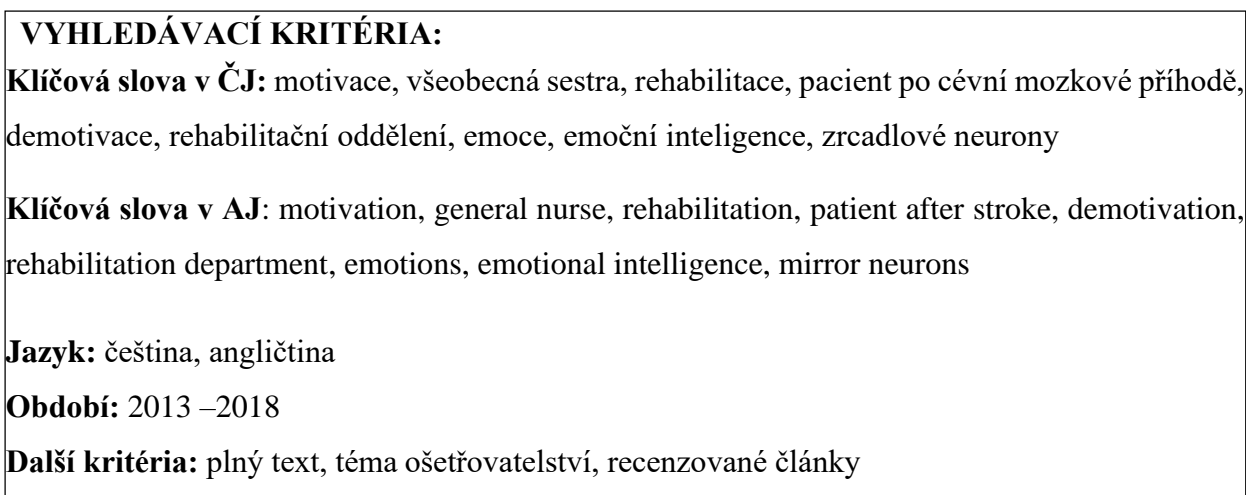 VYHLEDÁVACÍ KRITÉRIA:
Klíčová slova v ČJ: motivace, všeobecná sestra, rehabilitace, pacient po cévní mozkové příhodě,
demotivace, rehabilitační oddělení, emoce, emoční inteligence, zrcadlové neurony
Klíčová slova v AJ: motivation, general nurse, rehabilitation, patient after stroke, demotivation,
rehabilitation department, emotions, emotional intelligence, mirror neurons
Jazyk: čeština, angličtina
Období: 2013 –2018
Další kritéria: plný text, téma ošetřovatelství, recenzované články